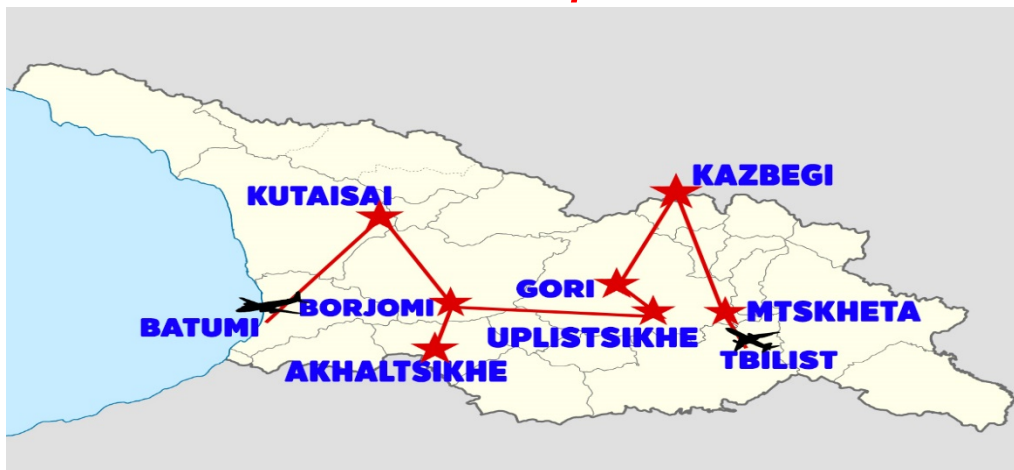 KAZBEGI
KUTAISAI
GORI
BORJOMI
MTSKHETA
BATUMI
UPLISTSIKHE
TBILIST
AKHALTSIKHE